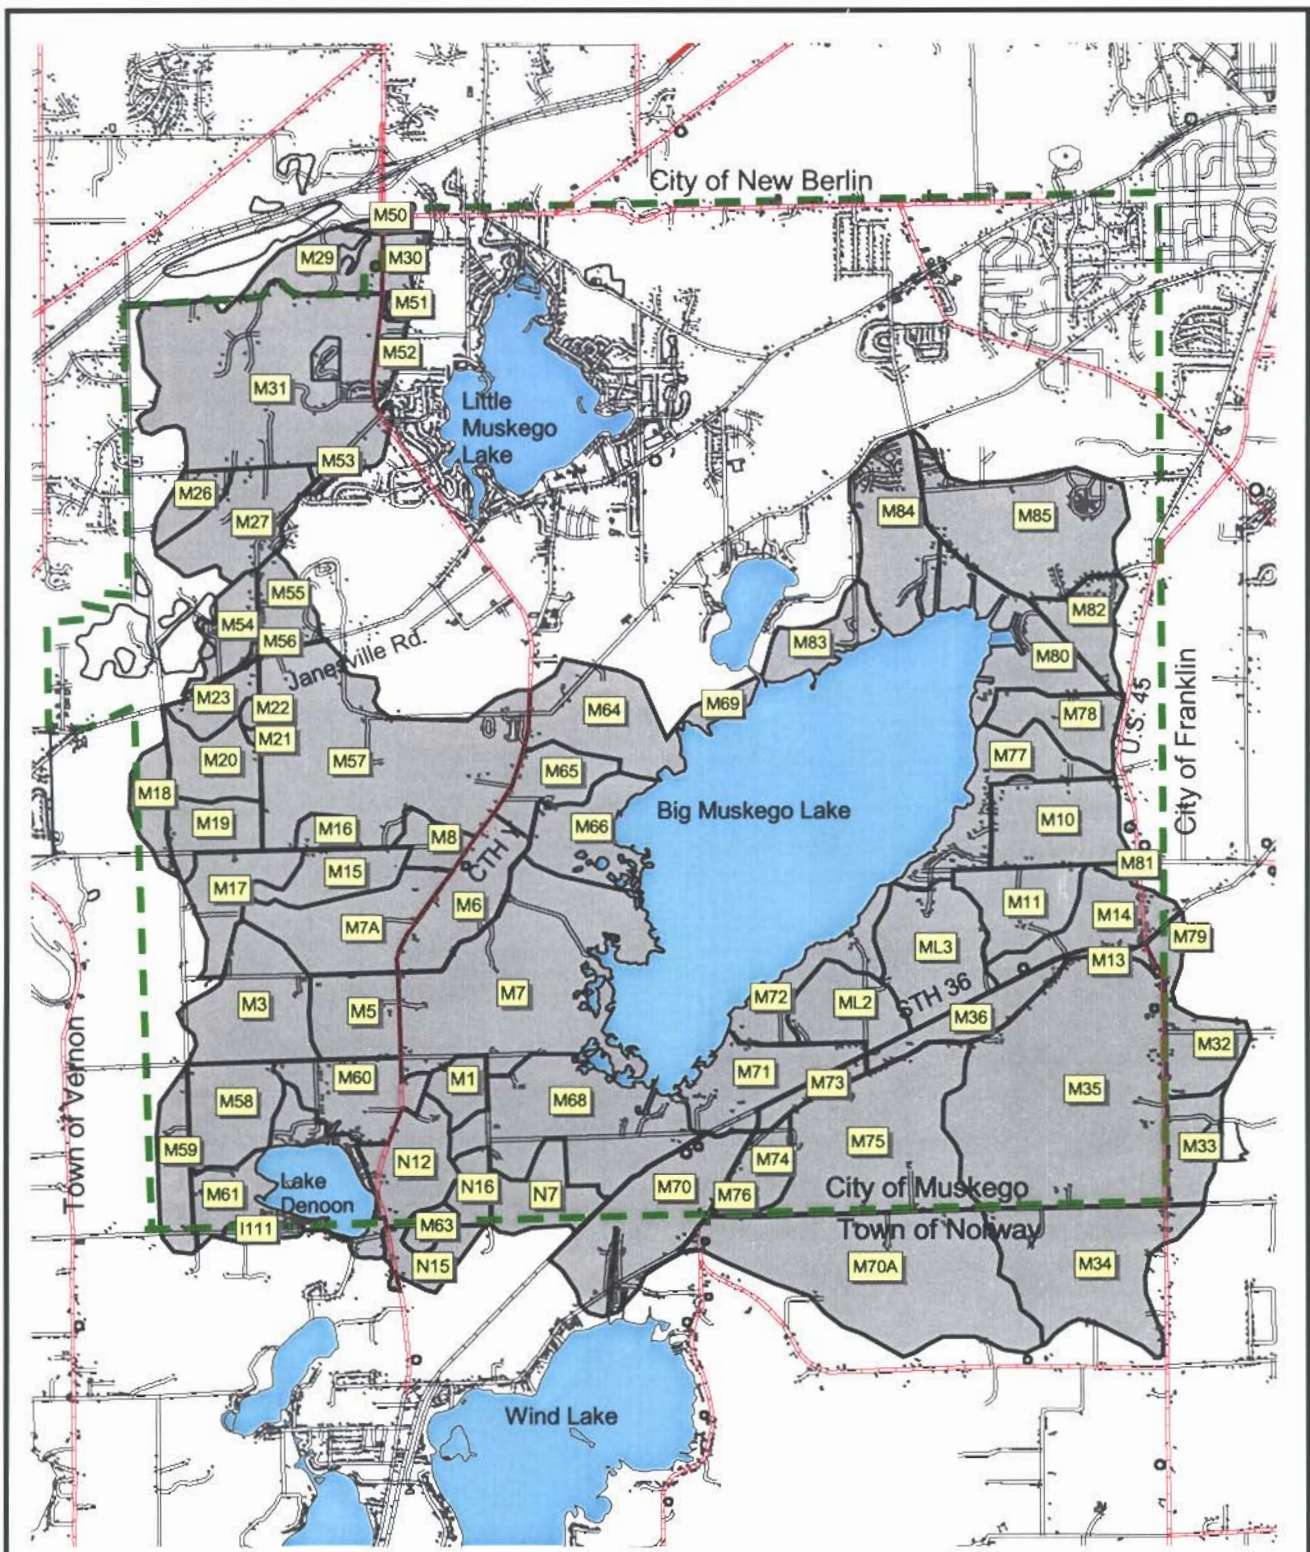 City of New Berlin
M50
M29
M30
M51
M52
M31
Little
Muskego
Lake
M53
M26
M27
M84
M85
M55
M82
M54
M56
M83
M80
Janesville Rd.
M23
M22
M64
M69
M78
U.S. 45
City of Franklin
M21
M20
M57
M65
M77
M18
Big Muskego Lake
M19
M16
M8
M66
M10
CTH Y
M81
M15
M17
M6
M11
M14
M7A
ML3
M79
M13
M3
M5
M7
M72
ML2
STH 36
M36
M32
Town of Vernon
M60
M1
M71
M73
M35
M58
M68
M59
N12
M74
M75
M33
Lake
Denoon
M61
N16
N7
M70
M76
City of Muskego
I111
M63
Town of Norway
N15
M70A
M34
Wind Lake